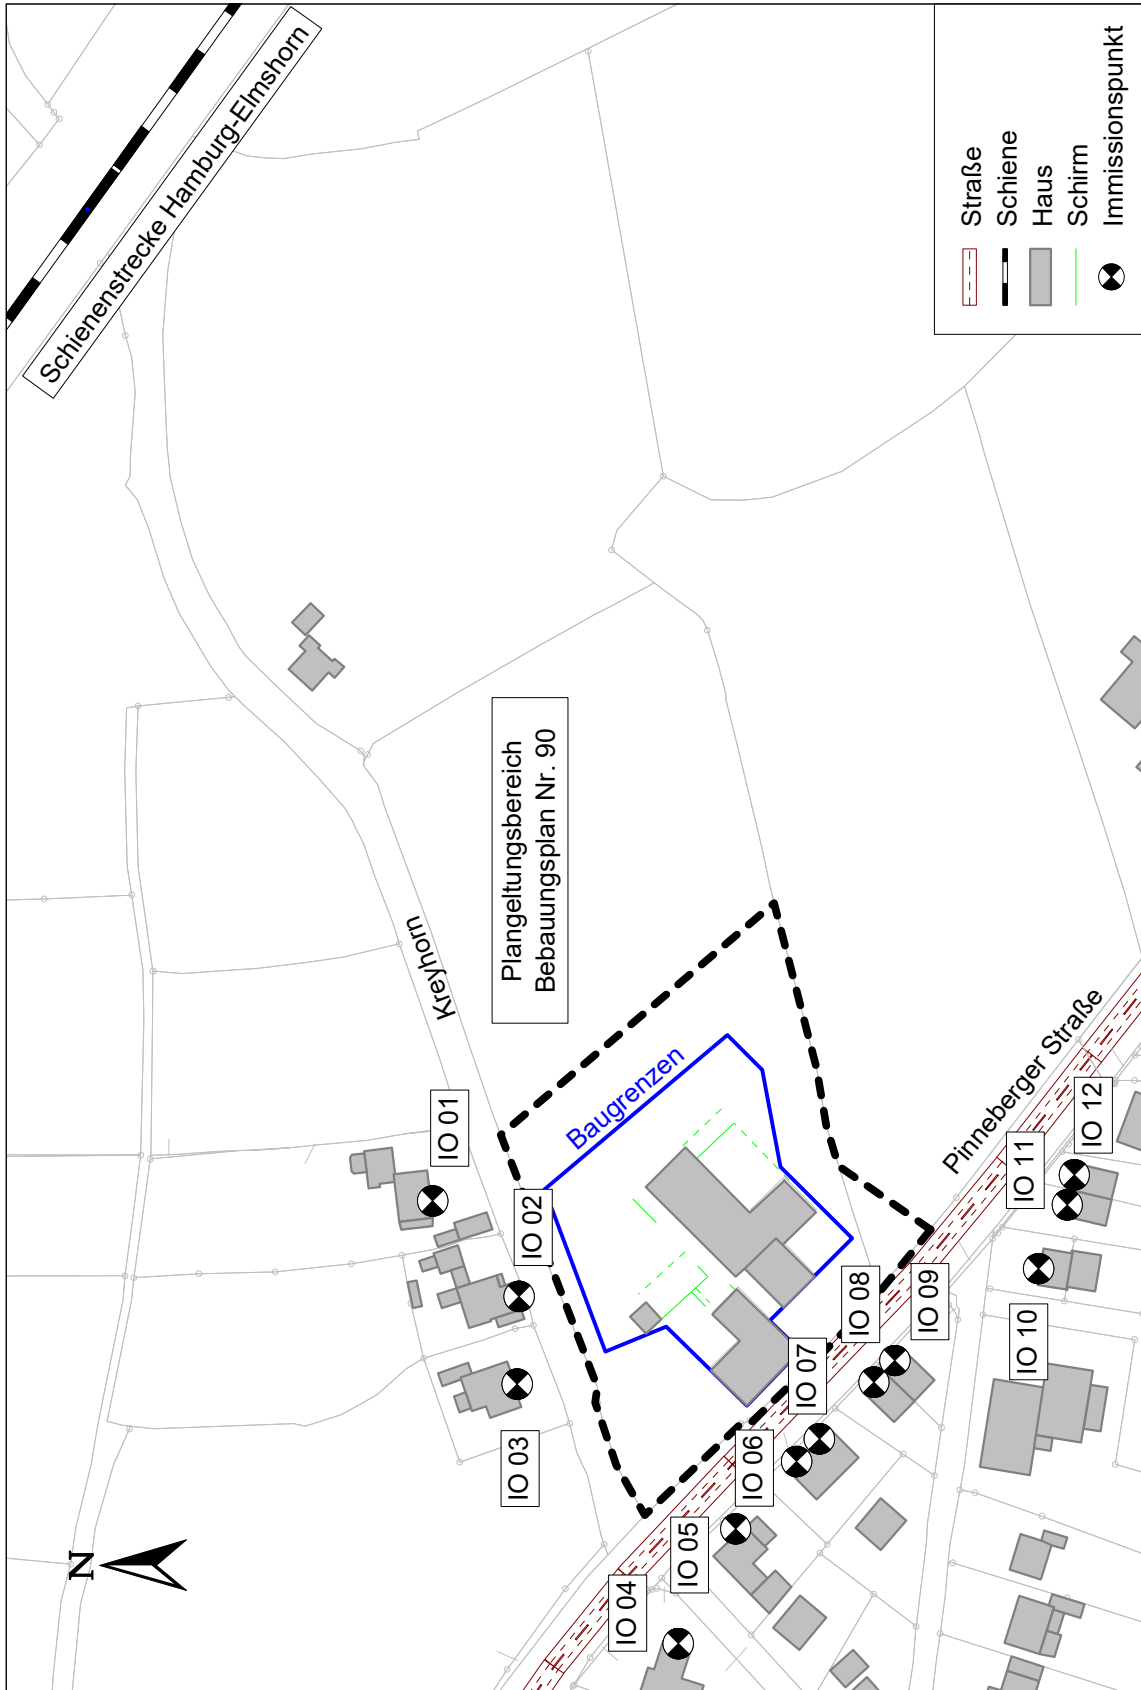 Schienenstrecke Hamburg-Elmshorn
Kreyhorn
Plangeltungsbereich
Bebauungsplan Nr. 90
Baugrenzen
Pinneberger Straße
IO 01
IO 02
IO 03
IO 04
IO 05
IO 06
IO 07
IO 08
IO 09
IO 10
IO 11
IO 12
N
Straße
Schiene
Haus
Schirm
Immissionspunkt